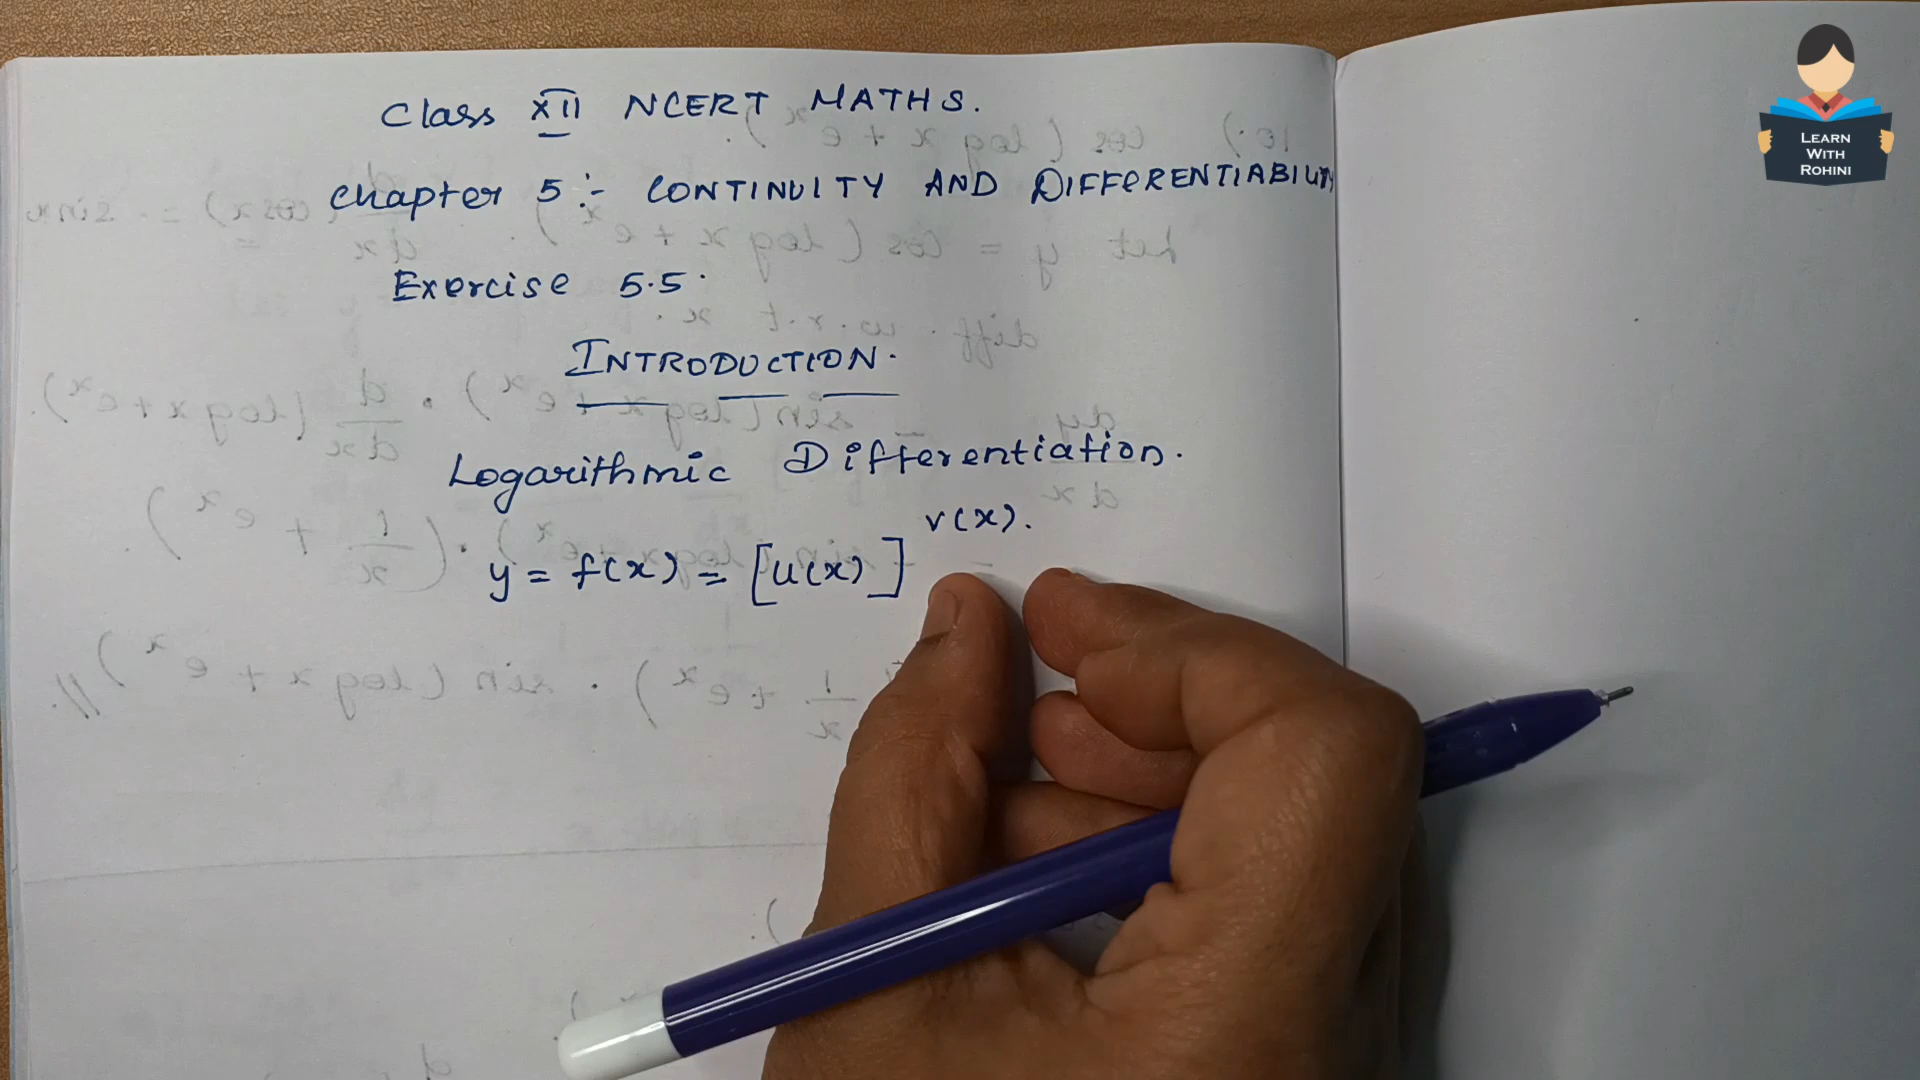 Class XII NCERT MATHS.
Chapter 5 :- CONTINUITY AND DIFFERENTIABILITY
Exercise 5.5.
INTRODUCTION.
Logarithmic Differentiation.
y = f(x) = [u(x)]^v(x).
LEARN
WITH
ROHINI